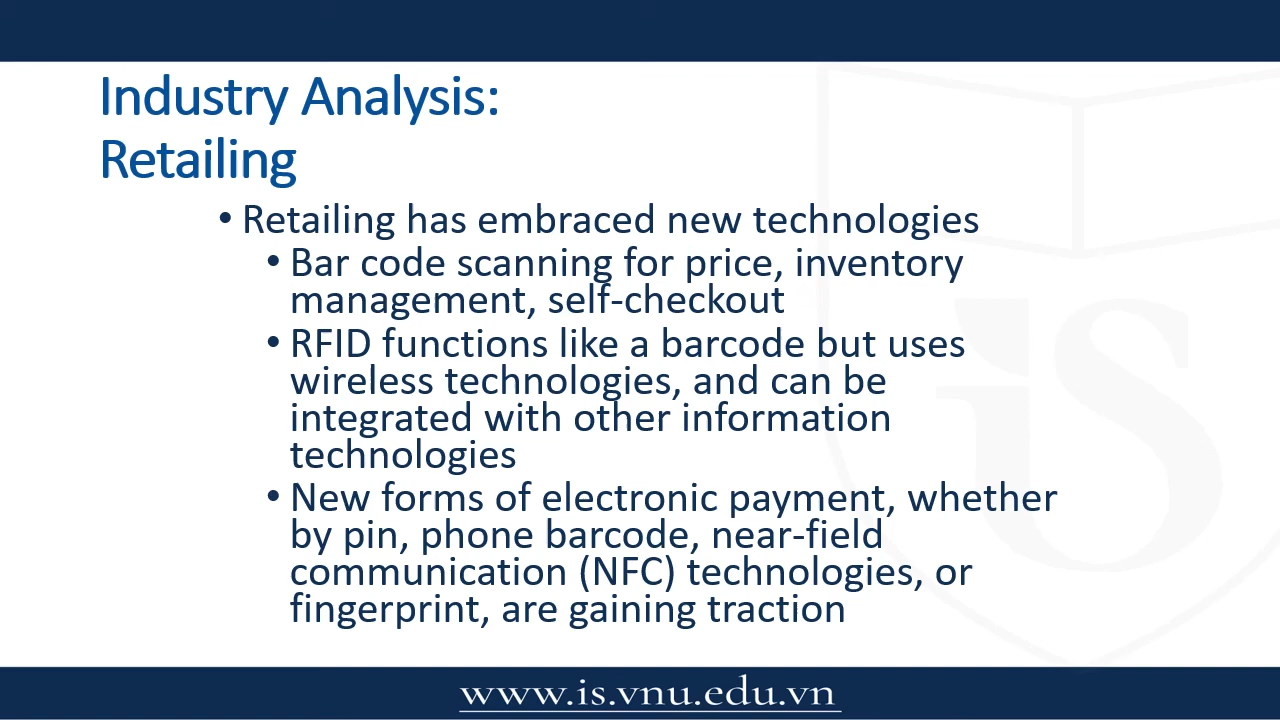 Industry Analysis:
Retailing
• Retailing has embraced new technologies
• Bar code scanning for price, inventory
management, self-checkout
• RFID functions like a barcode but uses
wireless technologies, and can be
integrated with other information
technologies
• New forms of electronic payment, whether
by pin, phone barcode, near-field
communication (NFC) technologies, or
fingerprint, are gaining traction
iS
www.is.vnu.edu.vn